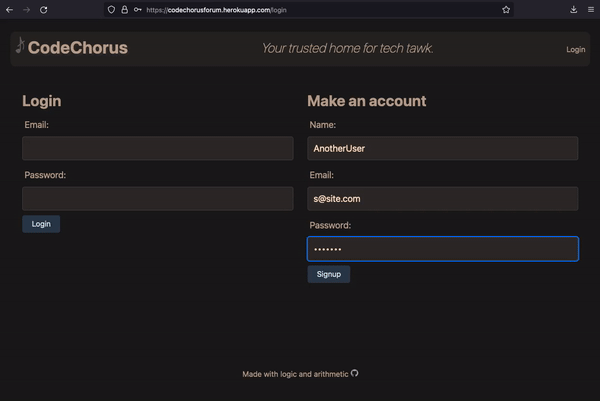 https://codechorusforum.herokuapp.com/login
CodeChorus
Your trusted home for tech tawk.
Login
Login
Email:
Password:
Login
Make an account
Name:
AnotherUser
Email:
s@site.com
Password:
•••••••
Signup
Made with logic and arithmetic